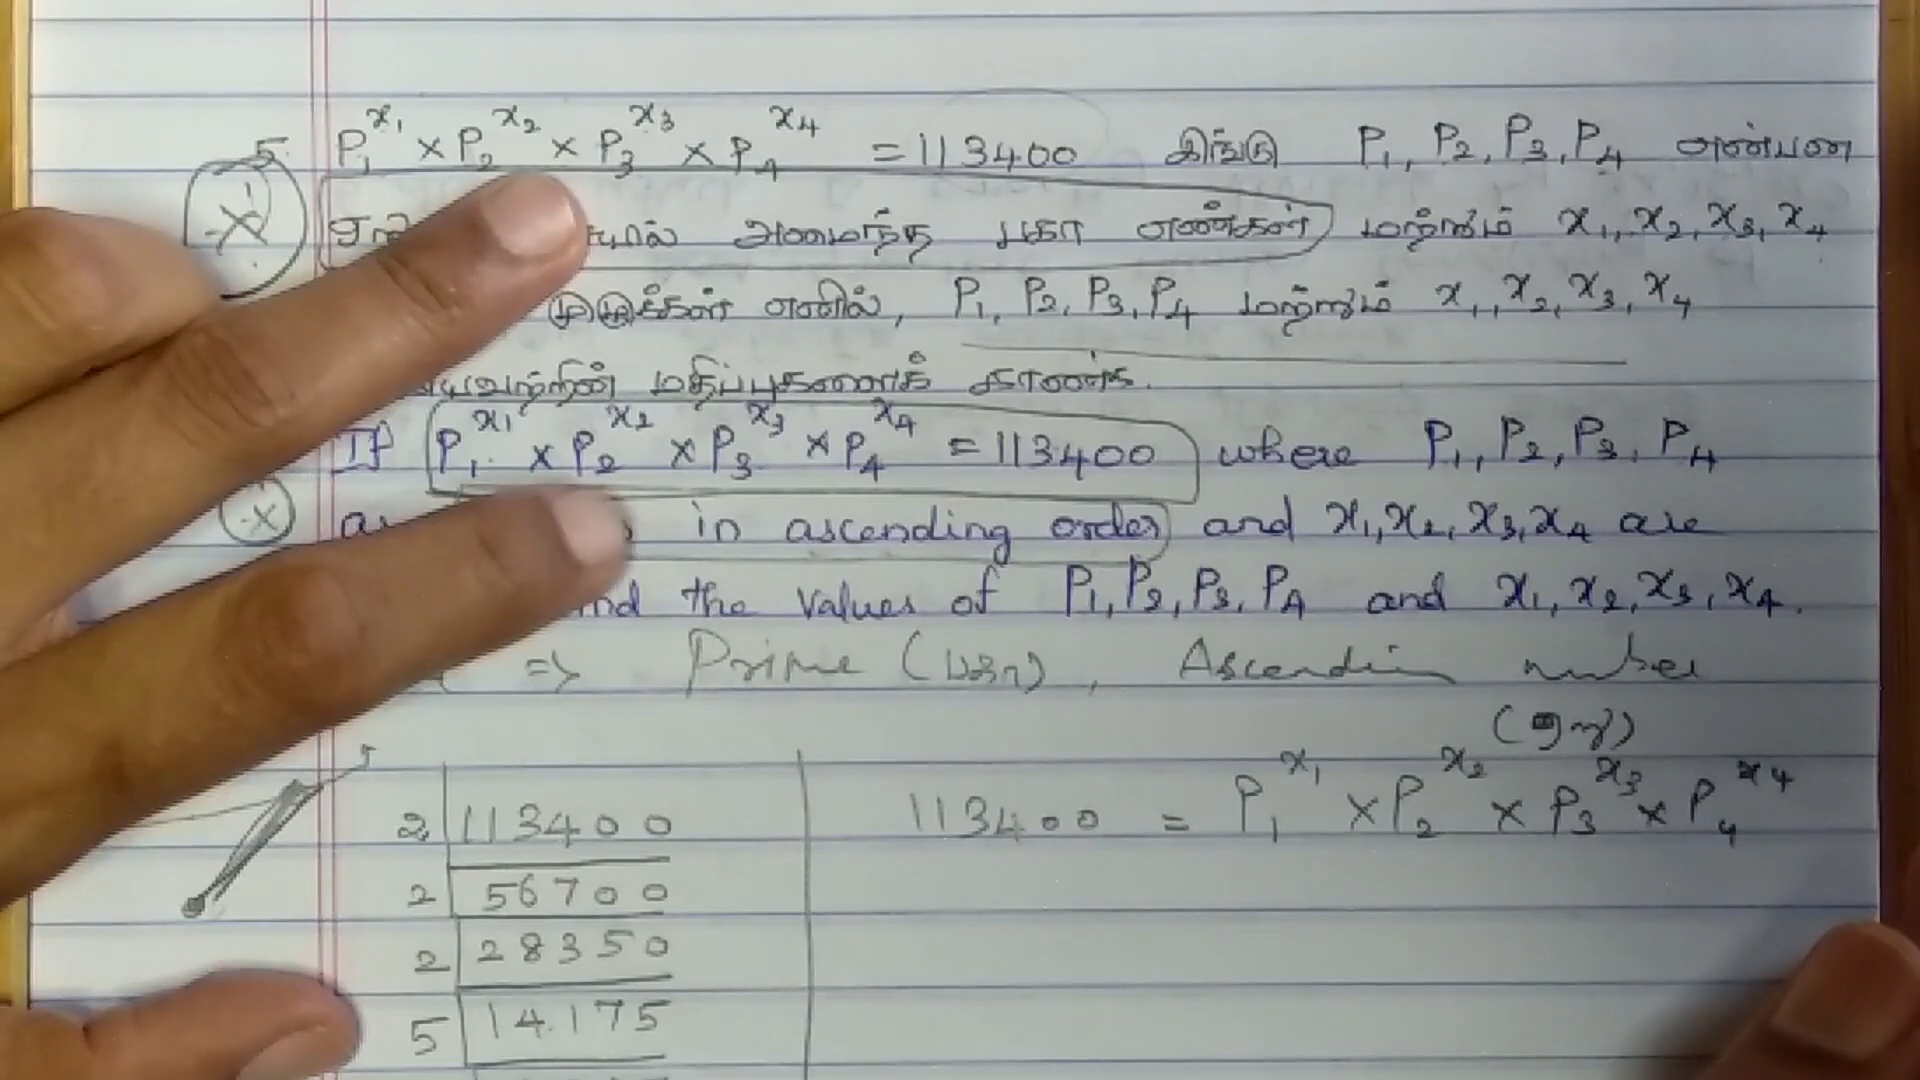 5. P₁^x₁ × P₂^x₂ × P₃^x₃ × P₄^x₄ = 113400 இங்கு P₁, P₂, P₃, P₄ என்பன
அமைந்த பகா எண்கள் மற்றும் x₁, x₂, x₃, x₄
முழுக்கள் எனில், P₁, P₂, P₃, P₄ மற்றும் x₁, x₂, x₃, x₄
மதிப்புகளைக் காண்க.
If P₁^x₁ × P₂^x₂ × P₃^x₃ × P₄^x₄ = 113400 where P₁, P₂, P₃, P₄
in ascending order and x₁, x₂, x₃, x₄ are
the values of P₁, P₂, P₃, P₄ and x₁, x₂, x₃, x₄.
=> Prime (பகா), Ascending number
2 113400
113400 = P₁^x₁ × P₂^x₂ × P₃^x₃ × P₄^x₄
2 56700
2 28350
5 14175